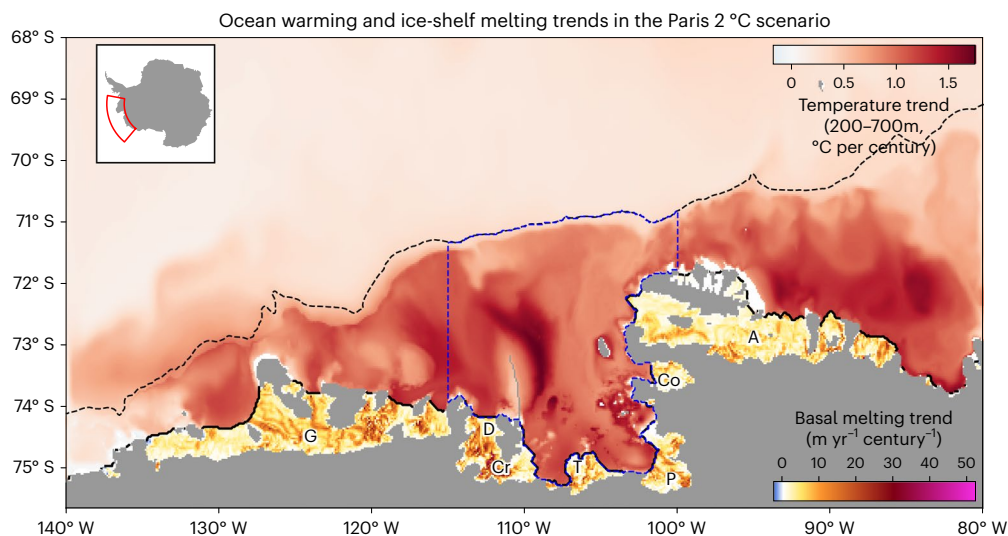 Ocean warming and ice-shelf melting trends in the Paris 2 °C scenario
68° S
69° S
70° S
71° S
72° S
73° S
74° S
75° S
0 0.5 1.0 1.5
Temperature trend
(200–700m,
°C per century)
A
Co
G
D
Cr
T
P
Basal melting trend
(m yr⁻¹ century⁻¹)
0 10 20 30 40 50
140° W 130° W 120° W 110° W 100° W 90° W 80° W